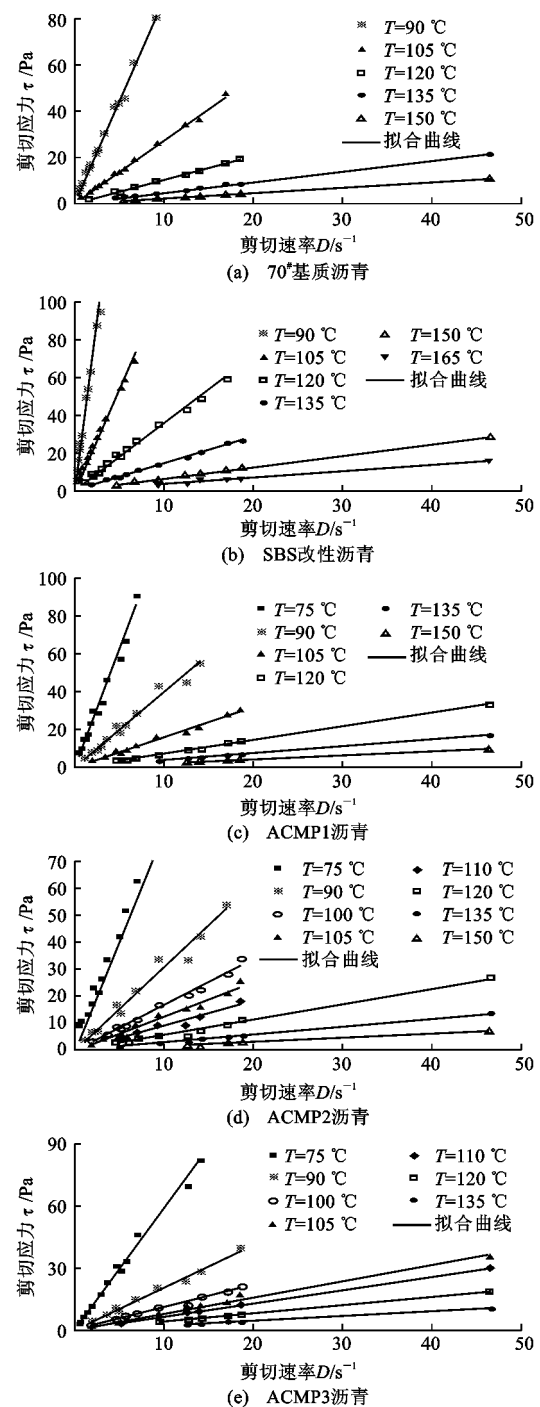 80
60
40
20
0
剪切应力 τ /Pa
T=90 ℃
T=105 ℃
T=120 ℃
T=135 ℃
T=150 ℃
拟合曲线
10 20 30 40 50
剪切速率D/s⁻¹
(a) 70#基质沥青
100
80
60
40
20
0
剪切应力 τ /Pa
T=90 ℃ T=150 ℃
T=105 ℃ T=165 ℃
T=120 ℃ 拟合曲线
T=135 ℃
10 20 30 40 50
剪切速率D/s⁻¹
(b) SBS改性沥青
100
80
60
40
20
0
剪切应力 τ /Pa
T=75 ℃ T=135 ℃
T=90 ℃ T=150 ℃
T=105 ℃ 拟合曲线
T=120 ℃
10 20 30 40 50
剪切速率D/s⁻¹
(c) ACMP1沥青
70
60
50
40
30
20
10
0
剪切应力 τ /Pa
T=75 ℃ T=110 ℃
T=90 ℃ T=120 ℃
T=100 ℃ T=135 ℃
T=105 ℃ T=150 ℃
拟合曲线
10 20 30 40 50
剪切速率D/s⁻¹
(d) ACMP2沥青
90
60
30
0
剪切应力 τ /Pa
T=75 ℃ T=110 ℃
T=90 ℃ T=120 ℃
T=100 ℃ T=135 ℃
T=105 ℃ 拟合曲线
10 20 30 40 50
剪切速率D/s⁻¹
(e) ACMP3沥青